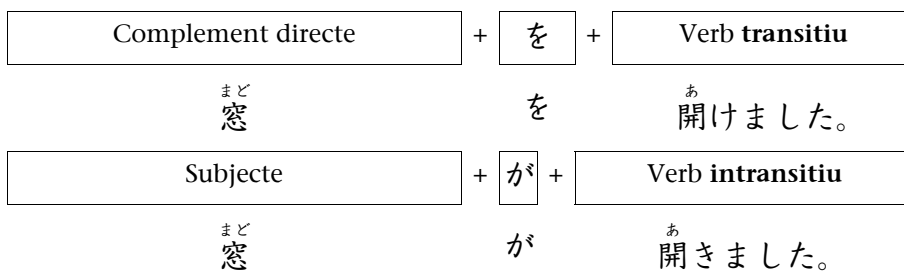 Complement directe + を + Verb transitiu
まど あ
窓 を 開けました。
Subjecte + が + Verb intransitiu
まど あ
窓 が 開きました。